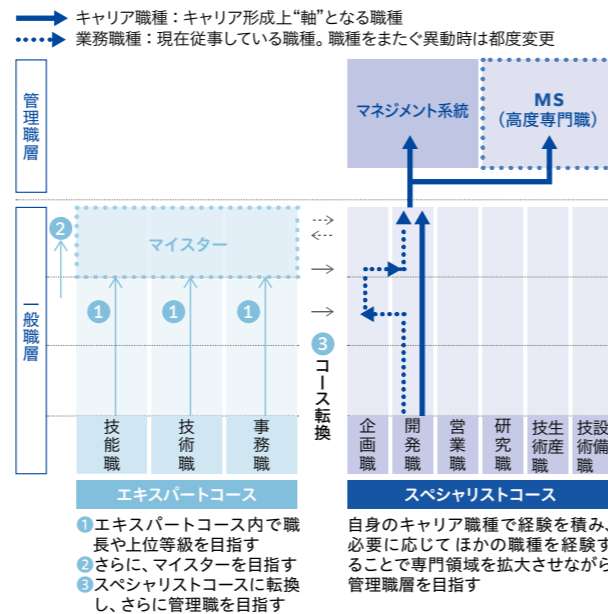 キャリア職種：キャリア形成上“軸”となる職種
業務職種：現在従事している職種。職種をまたぐ異動時は都度変更
管理職層
マネジメント系統
MS
（高度専門職）
一般職層
2
マイスター
1
1
1
3
コース転換
技能職
技術職
事務職
企画職
開発職
営業職
研究職
生産技術職
設備技術職
エキスパートコース
スペシャリストコース
1エキスパートコース内で職
長や上位等級を目指す
2さらに、マイスターを目指す
3スペシャリストコースに転換
し、さらに管理職を目指す
自身のキャリア職種で経験を積み、
必要に応じてほかの職種を経験す
ることで専門領域を拡大させながら
管理職層を目指す